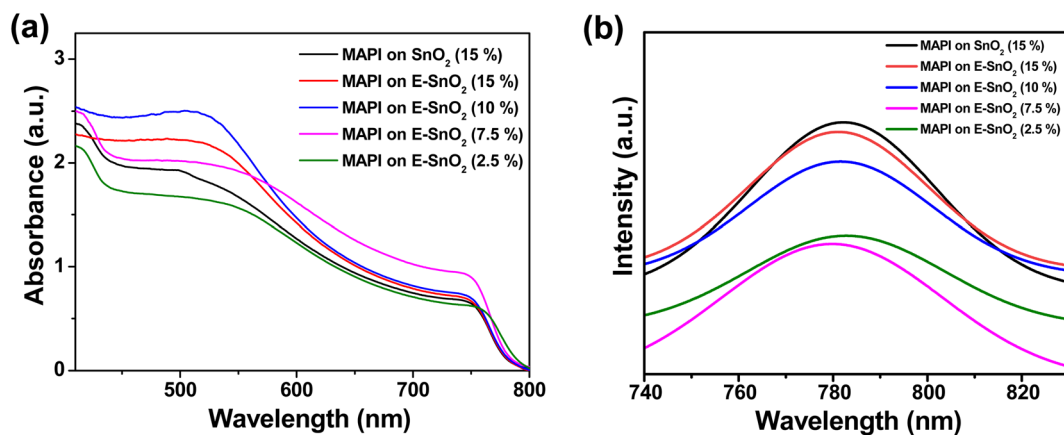 (a)
3
2
1
0
Absorbance (a.u.)
500
600
700
800
Wavelength (nm)
MAPI on SnO₂ (15 %)
MAPI on E-SnO₂ (15 %)
MAPI on E-SnO₂ (10 %)
MAPI on E-SnO₂ (7.5 %)
MAPI on E-SnO₂ (2.5 %)
(b)
Intensity (a.u.)
740
760
780
800
820
Wavelength (nm)
MAPI on SnO₂ (15 %)
MAPI on E-SnO₂ (15 %)
MAPI on E-SnO₂ (10 %)
MAPI on E-SnO₂ (7.5 %)
MAPI on E-SnO₂ (2.5 %)